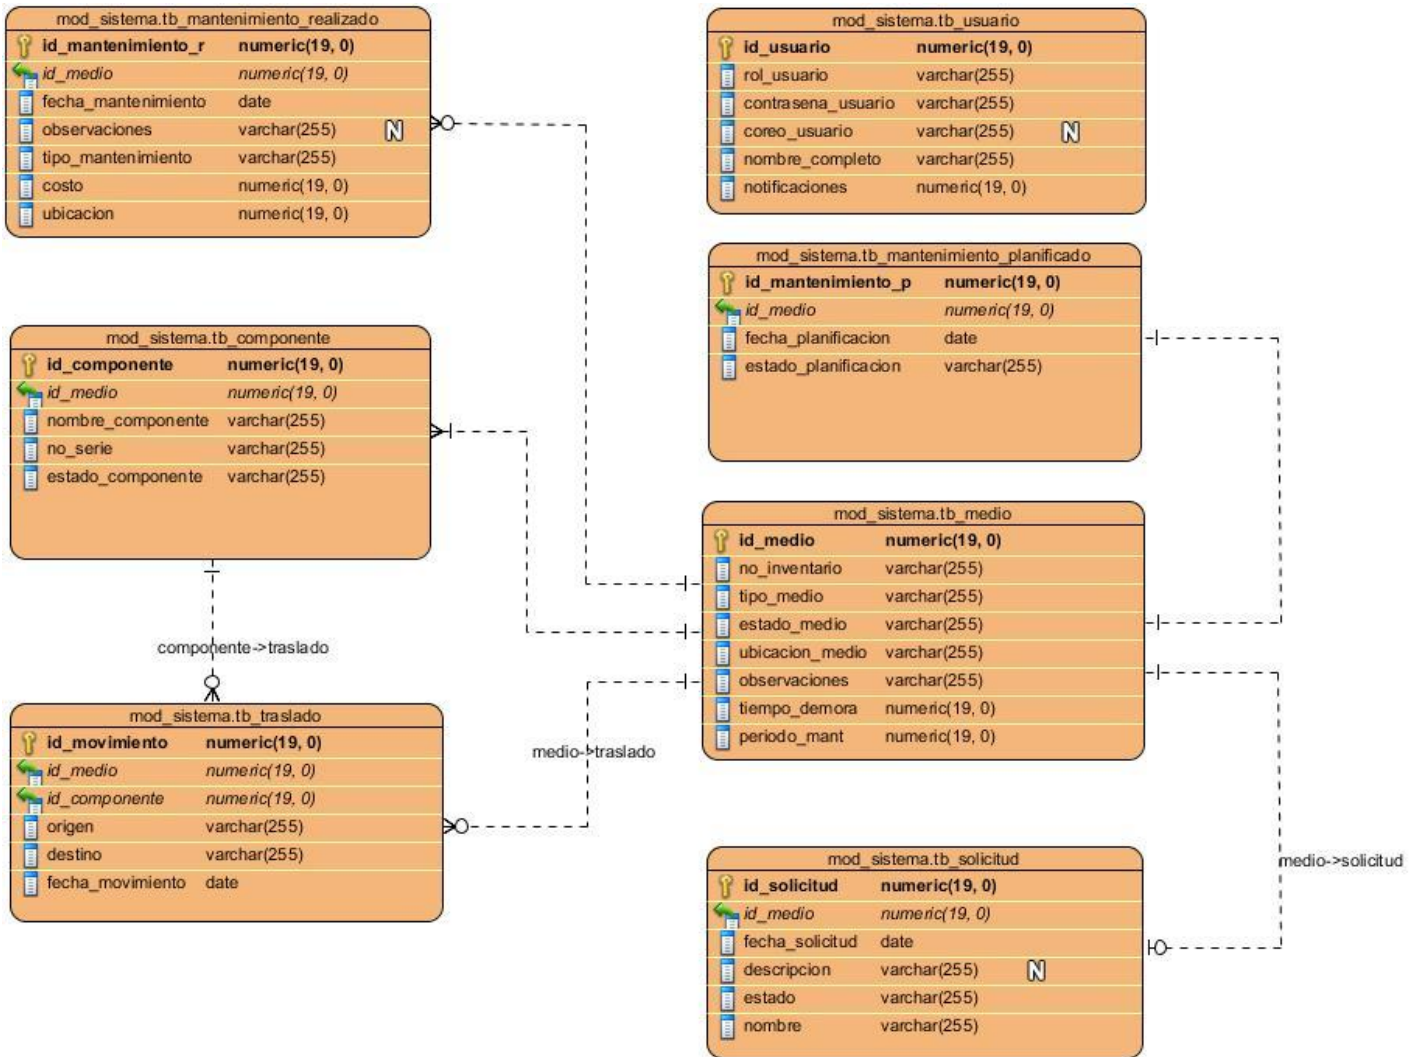 mod_sistema.tb_mantenimiento_realizado
id_mantenimiento_r numeric(19, 0)
id_medio numeric(19, 0)
fecha_mantenimiento date
observaciones varchar(255) N
tipo_mantenimiento varchar(255)
costo numeric(19, 0)
ubicacion numeric(19, 0)
mod_sistema.tb_usuario
id_usuario numeric(19, 0)
rol_usuario varchar(255)
contrasena_usuario varchar(255)
coreo_usuario varchar(255) N
nombre_completo varchar(255)
notificaciones numeric(19, 0)
mod_sistema.tb_mantenimiento_planificado
id_mantenimiento_p numeric(19, 0)
id_medio numeric(19, 0)
fecha_planificacion date
estado_planificacion varchar(255)
mod_sistema.tb_componente
id_componente numeric(19, 0)
id_medio numeric(19, 0)
nombre_componente varchar(255)
no_serie varchar(255)
estado_componente varchar(255)
mod_sistema.tb_medio
id_medio numeric(19, 0)
no_inventario varchar(255)
tipo_medio varchar(255)
estado_medio varchar(255)
ubicacion_medio varchar(255)
observaciones varchar(255)
tiempo_demora numeric(19, 0)
periodo_mant numeric(19, 0)
componente->traslado
mod_sistema.tb_traslado
id_movimiento numeric(19, 0)
id_medio numeric(19, 0)
id_componente numeric(19, 0)
origen varchar(255)
destino varchar(255)
fecha_movimiento date
medio->traslado
mod_sistema.tb_solicitud
id_solicitud numeric(19, 0)
id_medio numeric(19, 0)
fecha_solicitud date
descripcion varchar(255) N
estado varchar(255)
nombre varchar(255)
medio->solicitud